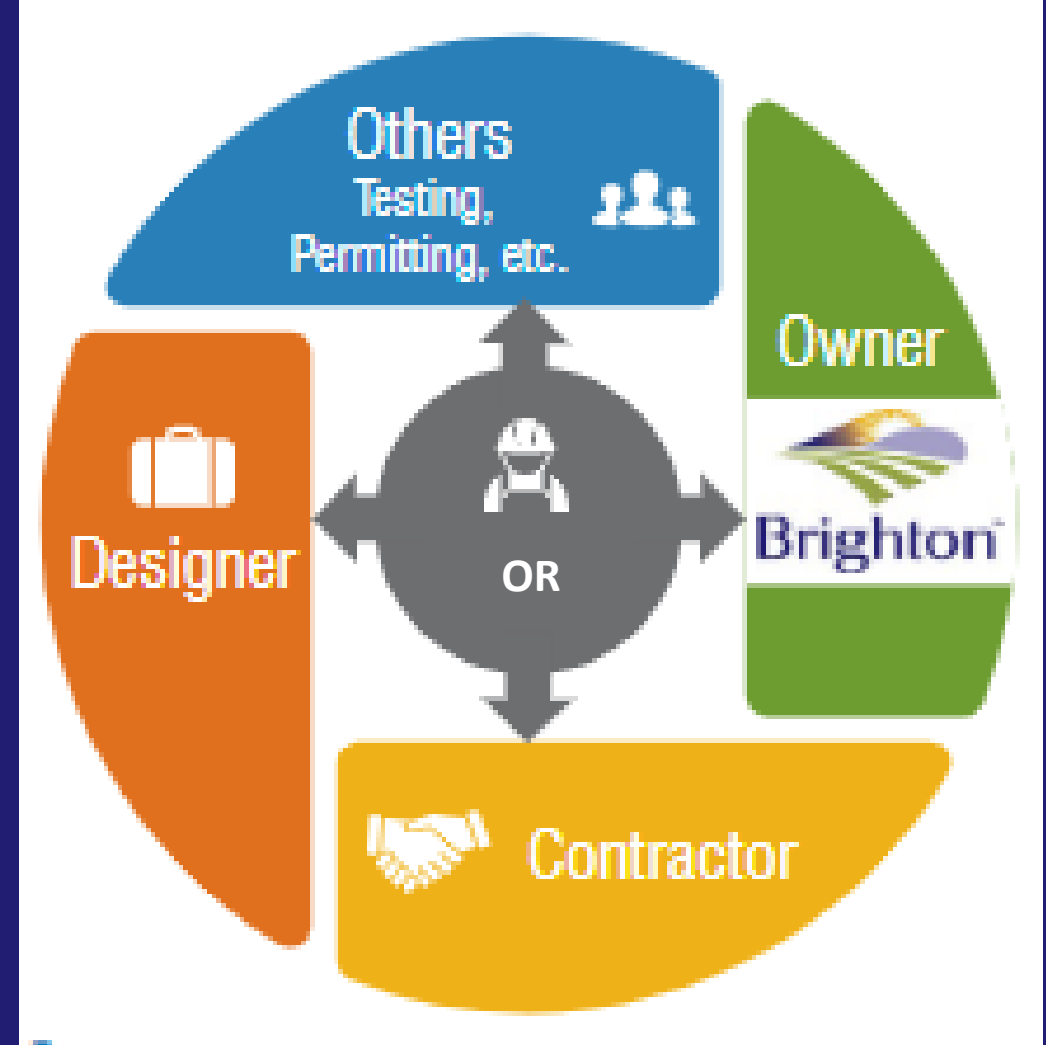 Others
Testing,
Permitting, etc.
Owner
Brighton
Designer
OR
Contractor